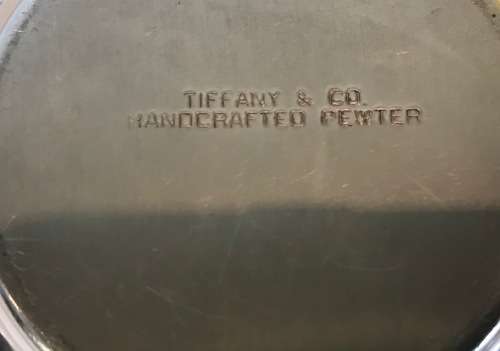 TIFFANY & CO.
HANDCRAFTED PEWTER